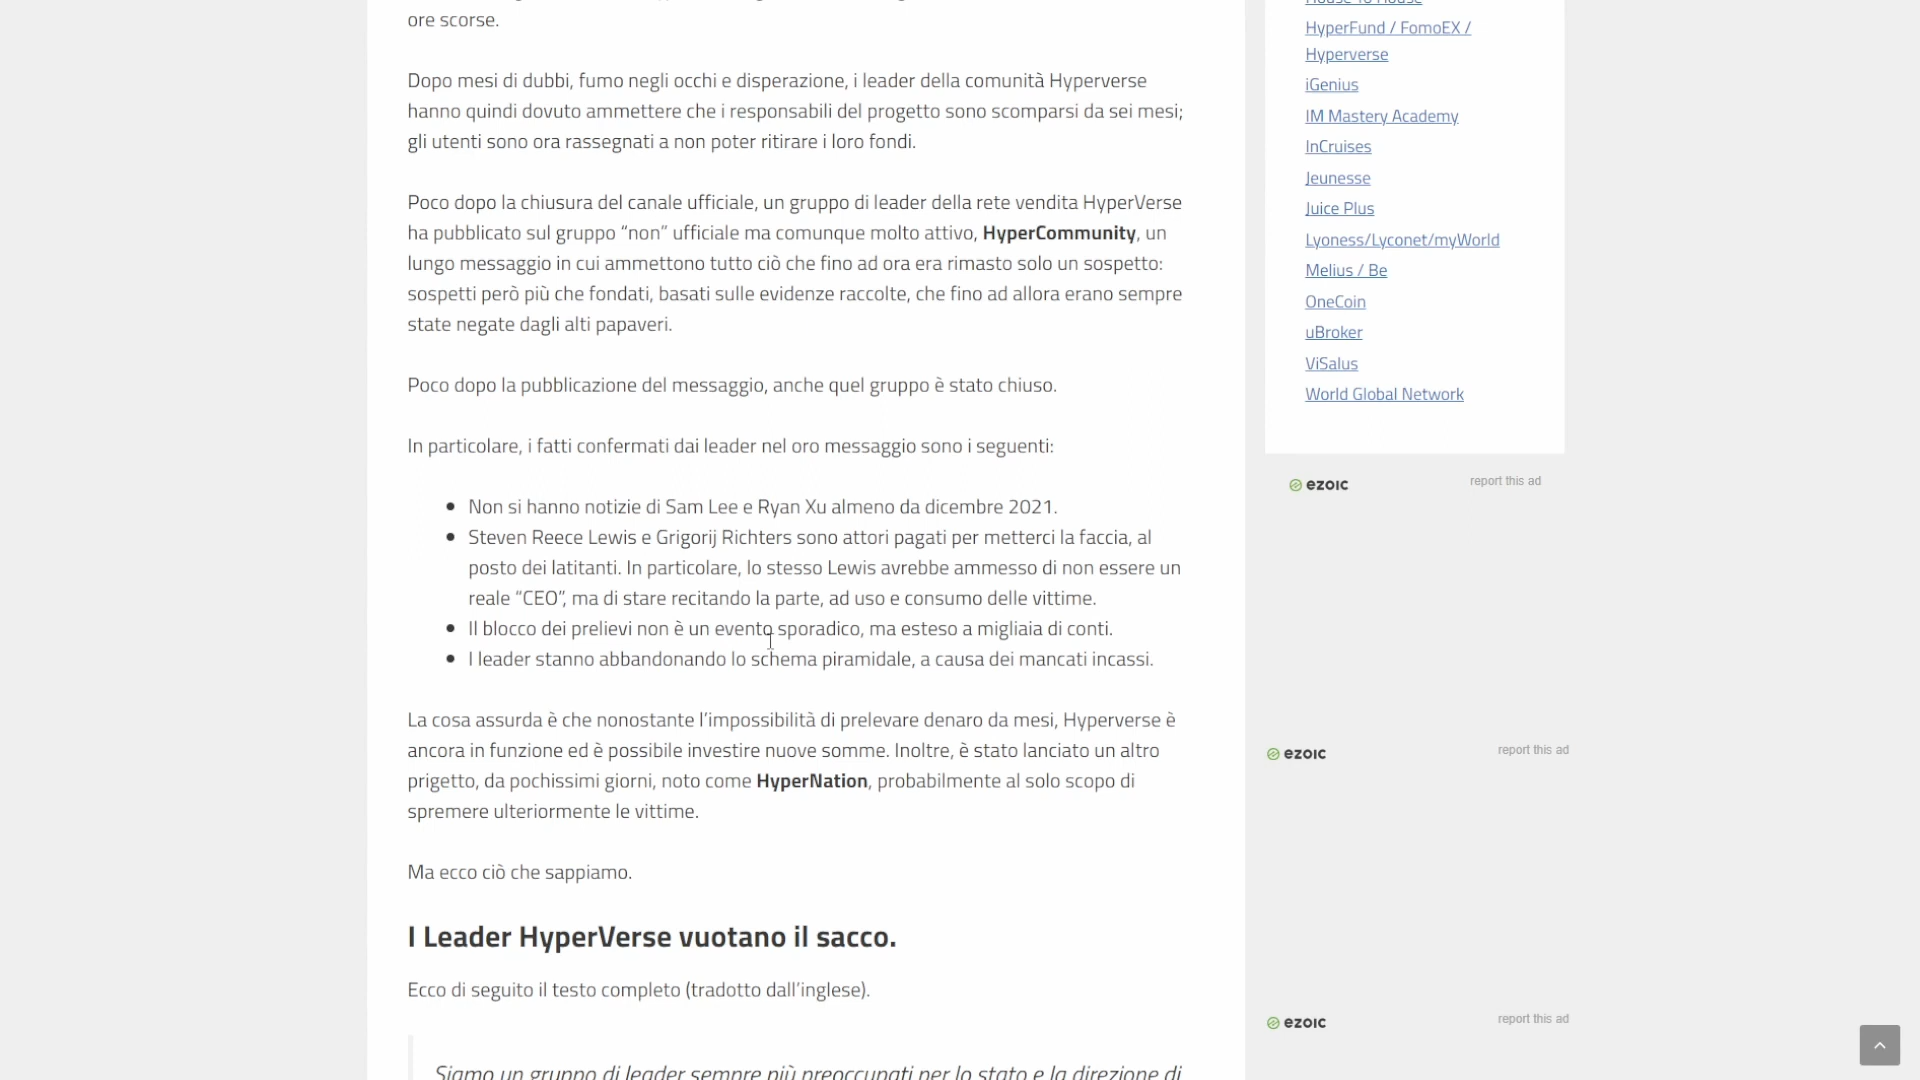 ore scorse.
Dopo mesi di dubbi, fumo negli occhi e disperazione, i leader della comunità Hyperverse
hanno quindi dovuto ammettere che i responsabili del progetto sono scomparsi da sei mesi;
gli utenti sono ora rassegnati a non poter ritirare i loro fondi.
Poco dopo la chiusura del canale ufficiale, un gruppo di leader della rete vendita HyperVerse
ha pubblicato sul gruppo “non” ufficiale ma comunque molto attivo, HyperCommunity, un
lungo messaggio in cui ammettono tutto ciò che fino ad ora era rimasto solo un sospetto:
sospetti però più che fondati, basati sulle evidenze raccolte, che fino ad allora erano sempre
state negate dagli alti papaveri.
Poco dopo la pubblicazione del messaggio, anche quel gruppo è stato chiuso.
In particolare, i fatti confermati dai leader nel oro messaggio sono i seguenti:
Non si hanno notizie di Sam Lee e Ryan Xu almeno da dicembre 2021.
Steven Reece Lewis e Grigorij Richters sono attori pagati per metterci la faccia, al
posto dei latitanti. In particolare, lo stesso Lewis avrebbe ammesso di non essere un
reale “CEO”, ma di stare recitando la parte, ad uso e consumo delle vittime.
Il blocco dei prelievi non è un evento sporadico, ma esteso a migliaia di conti.
I leader stanno abbandonando lo schema piramidale, a causa dei mancati incassi.
La cosa assurda è che nonostante l’impossibilità di prelevare denaro da mesi, Hyperverse è
ancora in funzione ed è possibile investire nuove somme. Inoltre, è stato lanciato un altro
prigetto, da pochissimi giorni, noto come HyperNation, probabilmente al solo scopo di
spremere ulteriormente le vittime.
Ma ecco ciò che sappiamo.
I Leader HyperVerse vuotano il sacco.
Ecco di seguito il testo completo (tradotto dall’inglese).
Siamo un gruppo di leader sempre più preoccupati per lo stato e la direzione di
House To House
HyperFund / FomoEX /
Hyperverse
iGenius
IM Mastery Academy
InCruises
Jeunesse
Juice Plus
Lyoness/Lyconet/myWorld
Melius / Be
OneCoin
uBroker
ViSalus
World Global Network
ezoic report this ad
ezoic report this ad
ezoic report this ad